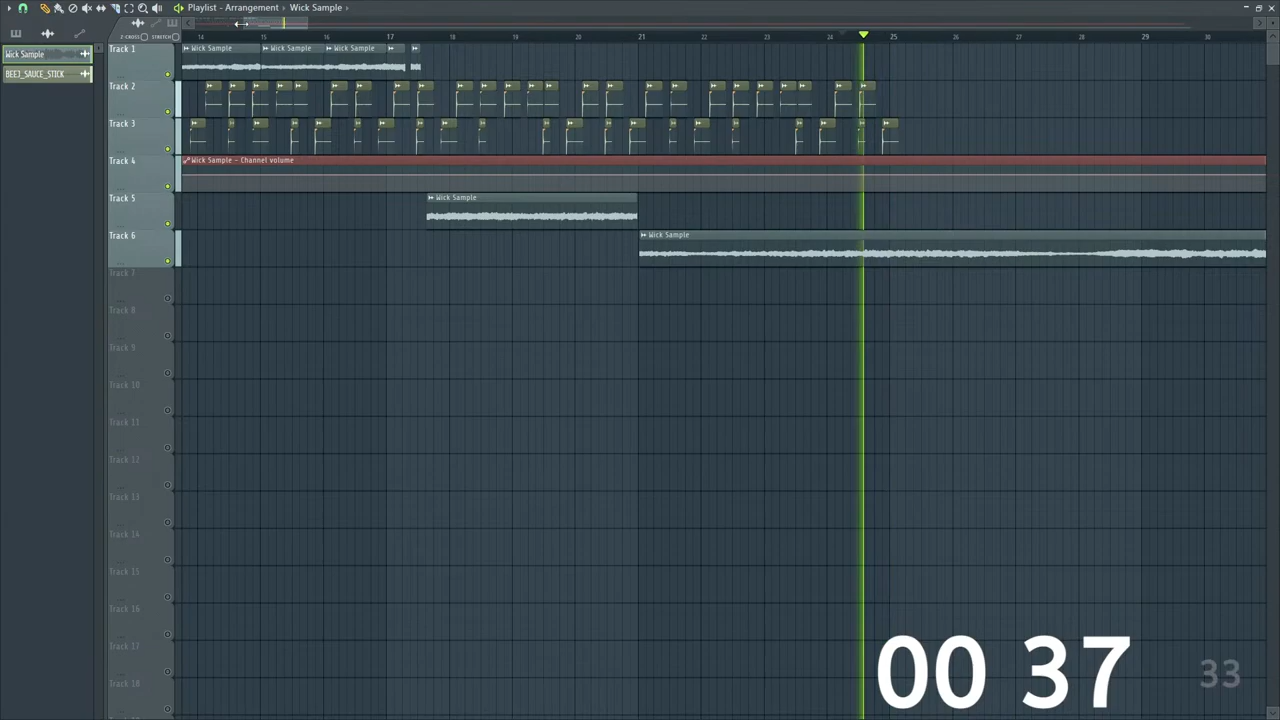 Playlist - Arrangement › Wick Sample ›
Z-CROSS STRETCH
14 15 16 17 18 19 20 21 22 23 24 25 26 27 28 29 30
Wick Sample
BEEJ_SAUCE_STICK
Track 1
Wick Sample Wick Sample Wick Sample
Track 2
Track 3
Track 4
Wick Sample - Channel volume
Track 5
Wick Sample
Track 6
Wick Sample
Track 7
Track 8
Track 9
Track 10
Track 11
Track 12
Track 13
Track 14
Track 15
Track 16
Track 17
Track 18
00 37 33